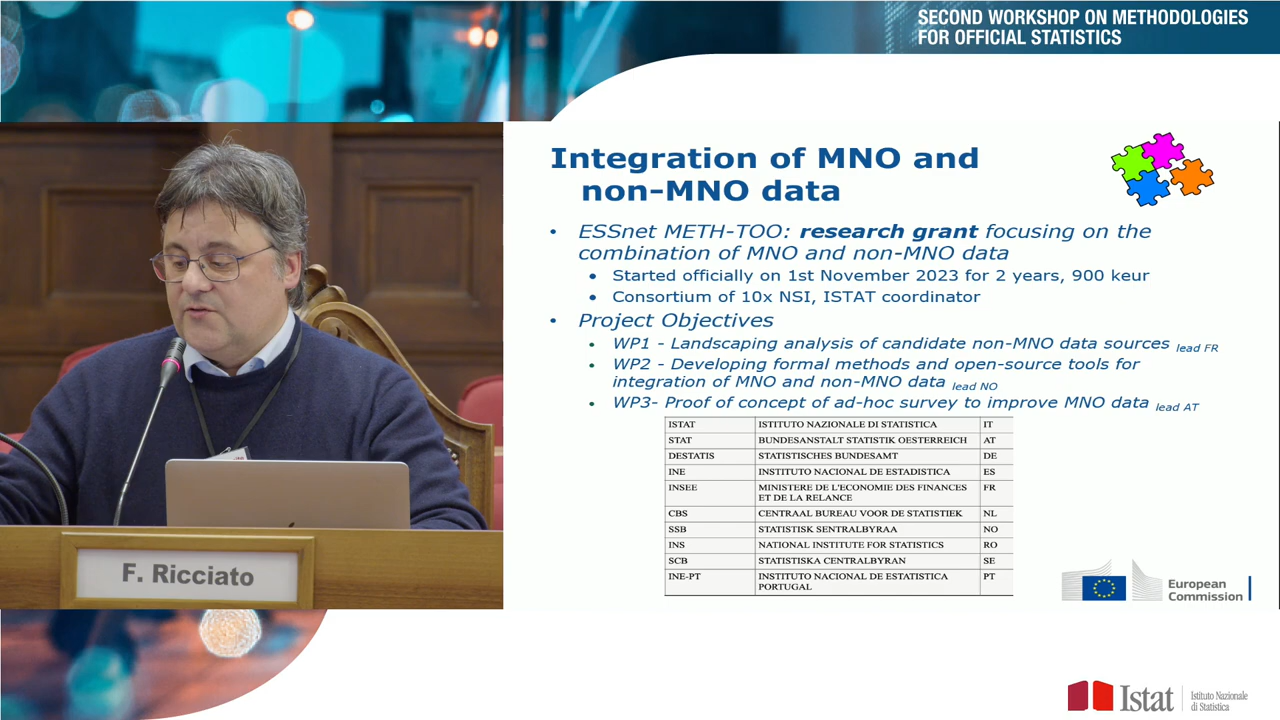 SECOND WORKSHOP ON METHODOLOGIES
FOR OFFICIAL STATISTICS
Integration of MNO and
non-MNO data
• ESSnet METH-TOO: research grant focusing on the
combination of MNO and non-MNO data
• Started officially on 1st November 2023 for 2 years, 900 keur
• Consortium of 10x NSI, ISTAT coordinator
• Project Objectives
• WP1 - Landscaping analysis of candidate non-MNO data sources lead FR
• WP2 - Developing formal methods and open-source tools for
integration of MNO and non-MNO data lead NO
• WP3- Proof of concept of ad-hoc survey to improve MNO data lead AT
ISTAT ISTITUTO NAZIONALE DI STATISTICA IT
STAT BUNDESANSTALT STATISTIK OESTERREICH AT
DESTATIS STATISTISCHES BUNDESAMT DE
INE INSTITUTO NACIONAL DE ESTADISTICA ES
INSEE MINISTERE DE L'ECONOMIE DES FINANCES FR
ET DE LA RELANCE
CBS CENTRAAL BUREAU VOOR DE STATISTIEK NL
SSB STATISTISK SENTRALBYRAA NO
INS NATIONAL INSTITUTE FOR STATISTICS RO
SCB STATISTISKA CENTRALBYRAN SE
INE-PT INSTITUTO NACIONAL DE ESTATISTICA PT
PORTUGAL
F. Ricciato
European
Commission
Istat
Istituto Nazionale
di Statistica